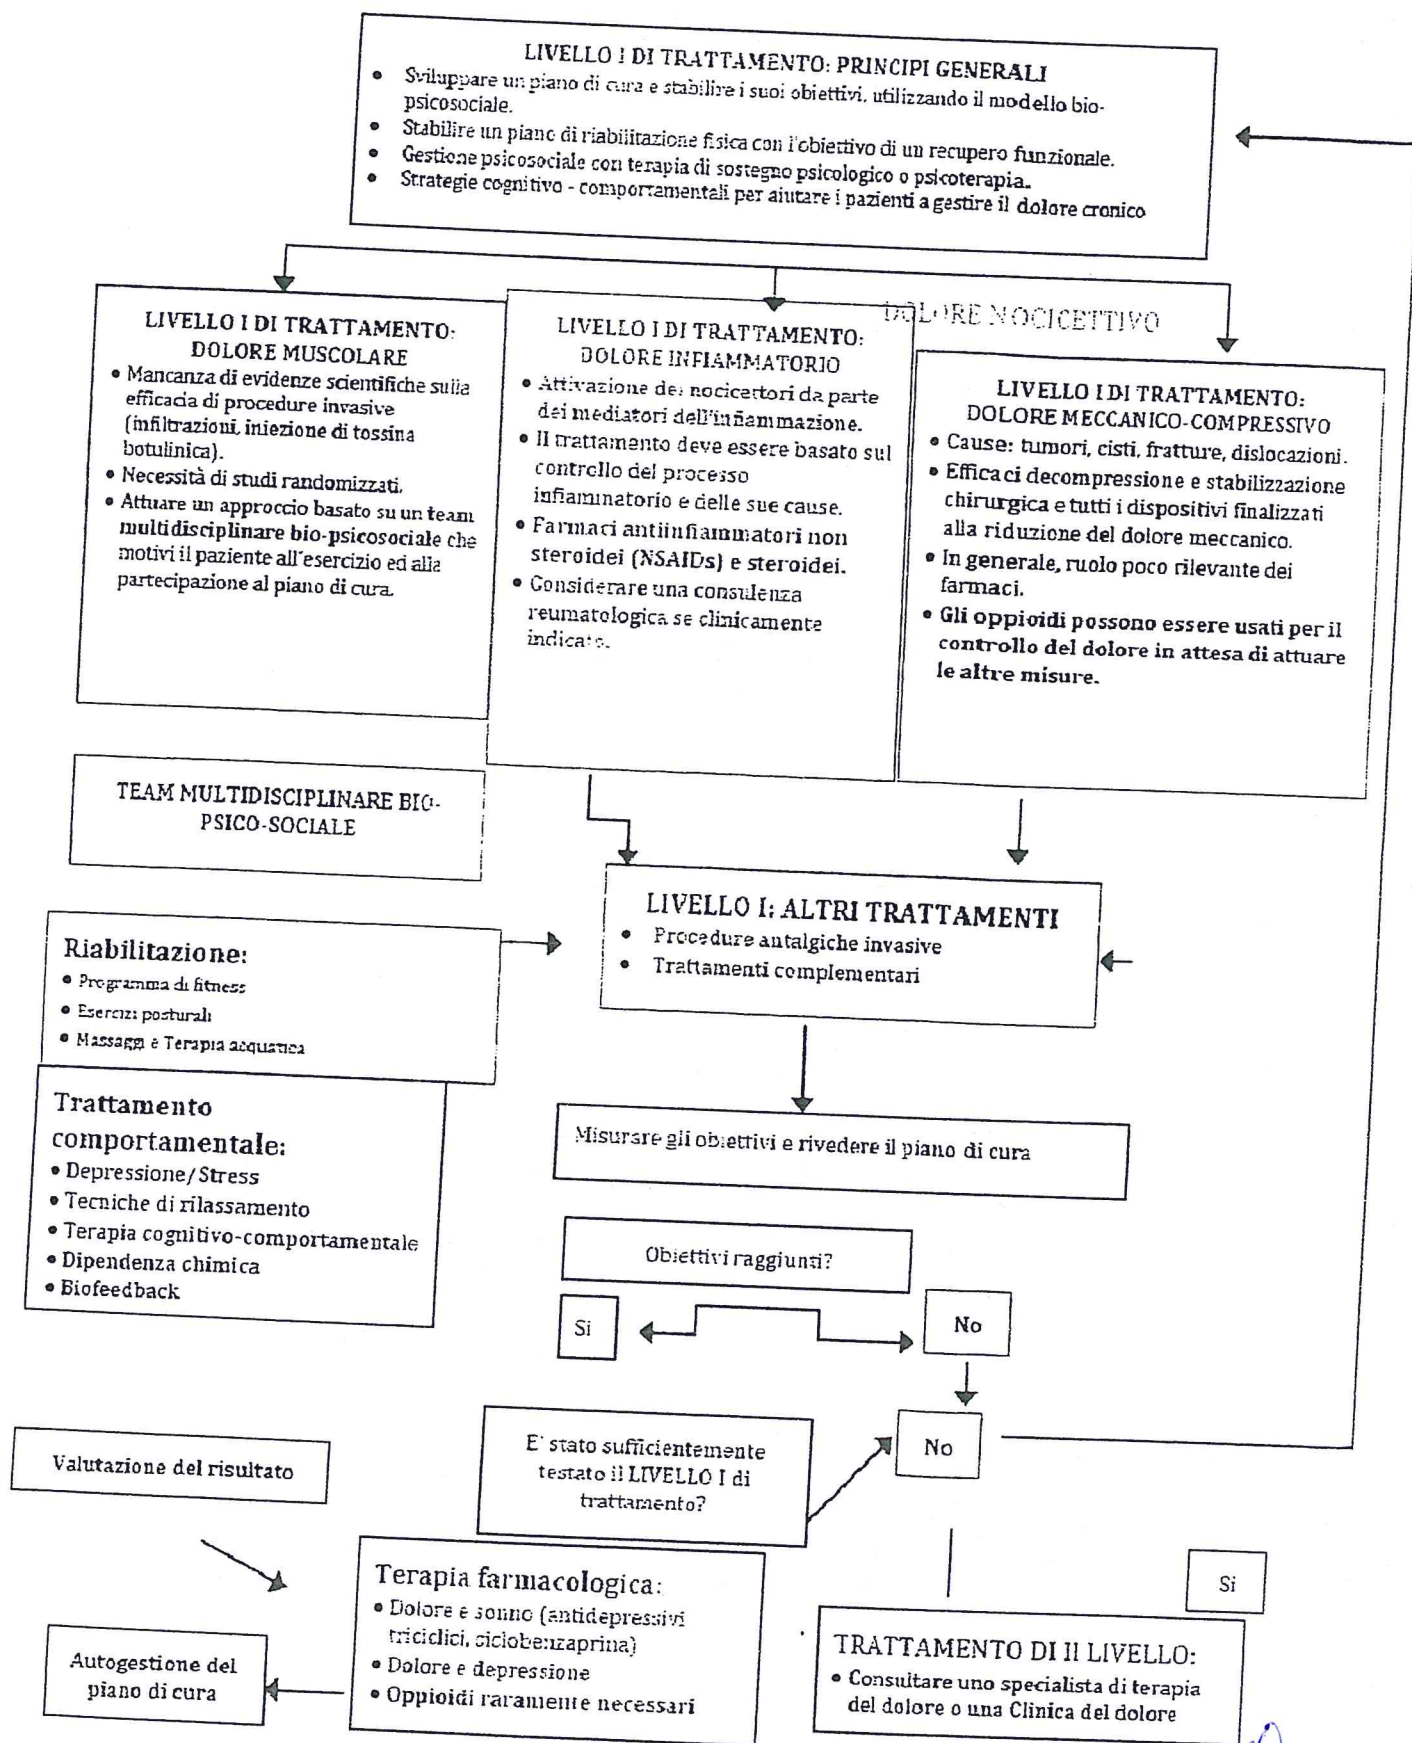 LIVELLO I DI TRATTAMENTO: PRINCIPI GENERALI
• Sviluppare un piano di cura e stabilire i suoi obiettivi, utilizzando il modello bio-
psicosociale.
• Stabilire un piano di riabilitazione fisica con l'obiettivo di un recupero funzionale.
• Gestione psicosociale con terapia di sostegno psicologico o psicoterapia.
• Strategie cognitivo - comportamentali per aiutare i pazienti a gestire il dolore cronico
DOLORE NOCICETTIVO
LIVELLO I DI TRATTAMENTO:
DOLORE MUSCOLARE
• Mancanza di evidenze scientifiche sulla
efficacia di procedure invasive
(infiltrazioni, iniezione di tossina
botulinica).
• Necessità di studi randomizzati.
• Attuare un approccio basato su un team
multidisciplinare bio-psicosociale che
motivi il paziente all'esercizio ed alla
partecipazione al piano di cura.
LIVELLO I DI TRATTAMENTO:
DOLORE INFIAMMATORIO
• Attivazione dei nocicettori da parte
dei mediatori dell'infiammazione.
• Il trattamento deve essere basato sul
controllo del processo
infiammatorio e delle sue cause.
• Farmaci antiinfiammatori non
steroidei (NSAIDs) e steroidei.
• Considerare una consulenza
reumatologica se clinicamente
indicato.
LIVELLO I DI TRATTAMENTO:
DOLORE MECCANICO-COMPRESSIVO
• Cause: tumori, cisti, fratture, dislocazioni.
• Efficaci decompressione e stabilizzazione
chirurgica e tutti i dispositivi finalizzati
alla riduzione del dolore meccanico.
• In generale, ruolo poco rilevante dei
farmaci.
• Gli oppioidi possono essere usati per il
controllo del dolore in attesa di attuare
le altre misure.
TEAM MULTIDISCIPLINARE BIO-
PSICO-SOCIALE
LIVELLO I: ALTRI TRATTAMENTI
• Procedure antalgiche invasive
• Trattamenti complementari
Riabilitazione:
• Programma di fitness
• Esercizi posturali
• Massaggi e Terapia acquatica
Trattamento
comportamentale:
• Depressione/Stress
• Tecniche di rilassamento
• Terapia cognitivo-comportamentale
• Dipendenza chimica
• Biofeedback
Misurare gli obiettivi e rivedere il piano di cura
Obiettivi raggiunti?
Si
No
E' stato sufficientemente
testato il LIVELLO I di
trattamento?
No
Valutazione del risultato
Si
Terapia farmacologica:
• Dolore e sonno (antidepressivi
triciclici, ciclobenzaprina)
• Dolore e depressione
• Oppioidi raramente necessari
Autogestione del
piano di cura
TRATTAMENTO DI II LIVELLO:
• Consultare uno specialista di terapia
del dolore o una Clinica del dolore